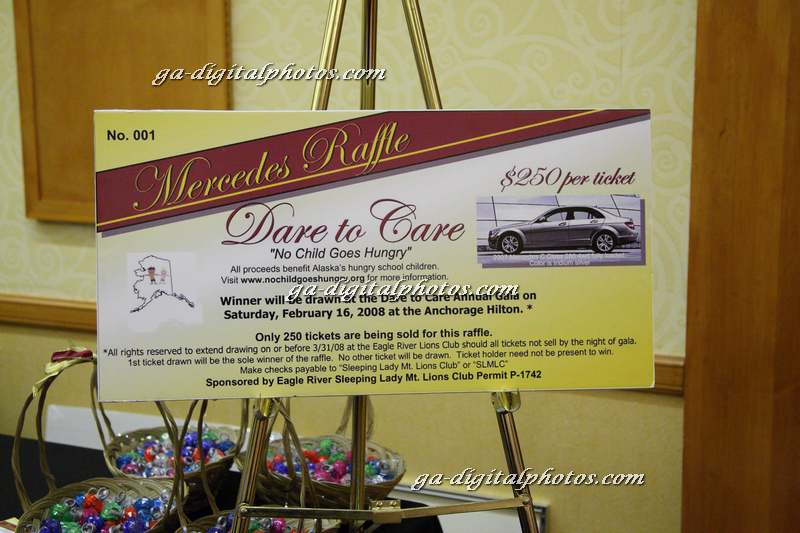 ga-digitalphotos.com
No. 001
Mercedes Raffle
$250 per ticket
Dare to Care
"No Child Goes Hungry"
All proceeds benefit Alaska's hungry school children.
Visit www.nochildgoeshungry.org for more information.
Color is Iridium Silver
ga-digitalphotos.com
Winner will be drawn at the Dare to Care Annual Gala on
Saturday, February 16, 2008 at the Anchorage Hilton. *
Only 250 tickets are being sold for this raffle.
*All rights reserved to extend drawing on or before 3/31/08 at the Eagle River Lions Club should all tickets not sell by the night of gala.
1st ticket drawn will be the sole winner of the raffle. No other ticket will be drawn. Ticket holder need not be present to win.
Make checks payable to "Sleeping Lady Mt. Lions Club" or "SLMLC"
Sponsored by Eagle River Sleeping Lady Mt. Lions Club Permit P-1742
ga-digitalphotos.com